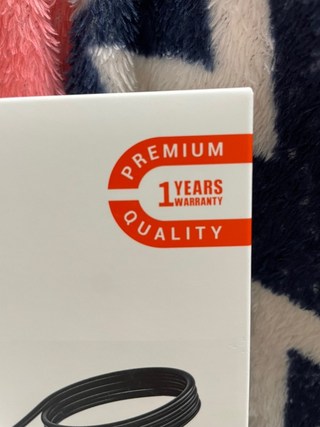 PREMIUM
1 YEARS
WARRANTY
QUALITY